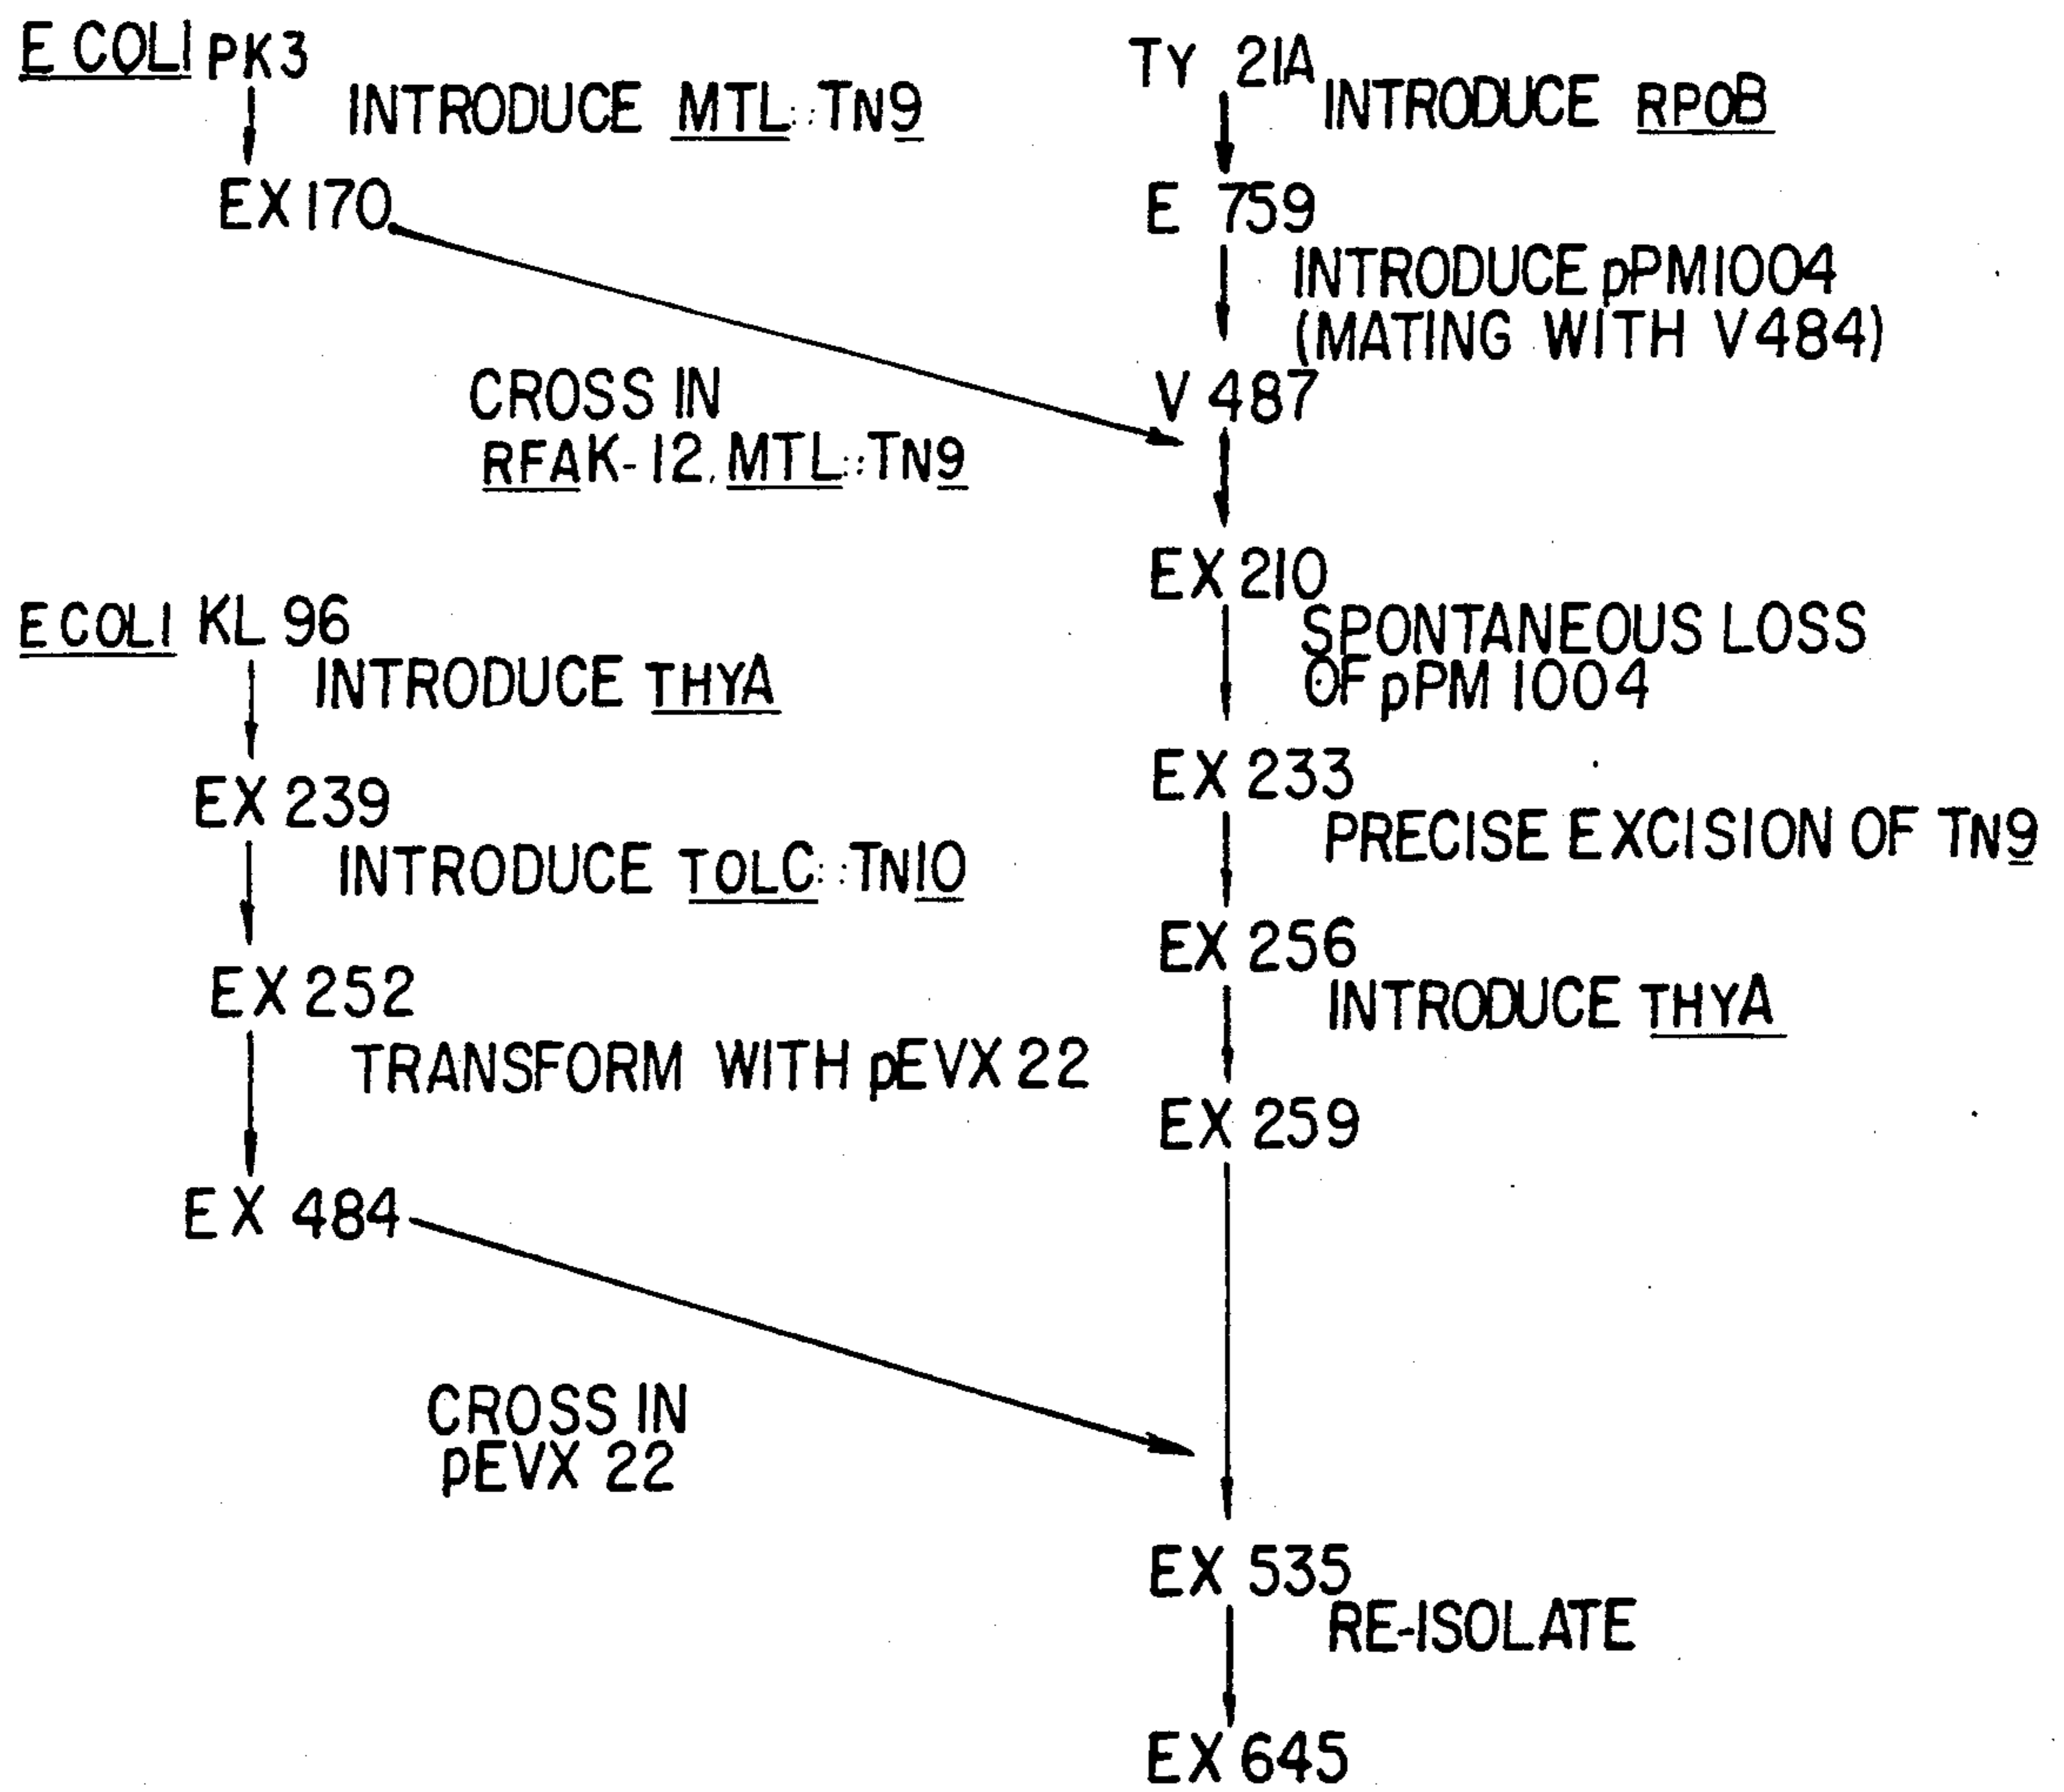 E COLI PK3
INTRODUCE MTL::TN9
EX 170
CROSS IN
RFAK-12, MTL::TN9
E COLI KL 96
INTRODUCE THYA
EX 239
INTRODUCE TOLC::TN10
EX 252
TRANSFORM WITH pEVX 22
EX 484
CROSS IN
pEVX 22
TY 21A
INTRODUCE RPOB
E 759
INTRODUCE pPM1004
(MATING WITH V484)
V 487
EX 210
SPONTANEOUS LOSS
OF pPM 1004
EX 233
PRECISE EXCISION OF TN9
EX 256
INTRODUCE THYA
EX 259
EX 535
RE-ISOLATE
EX 645